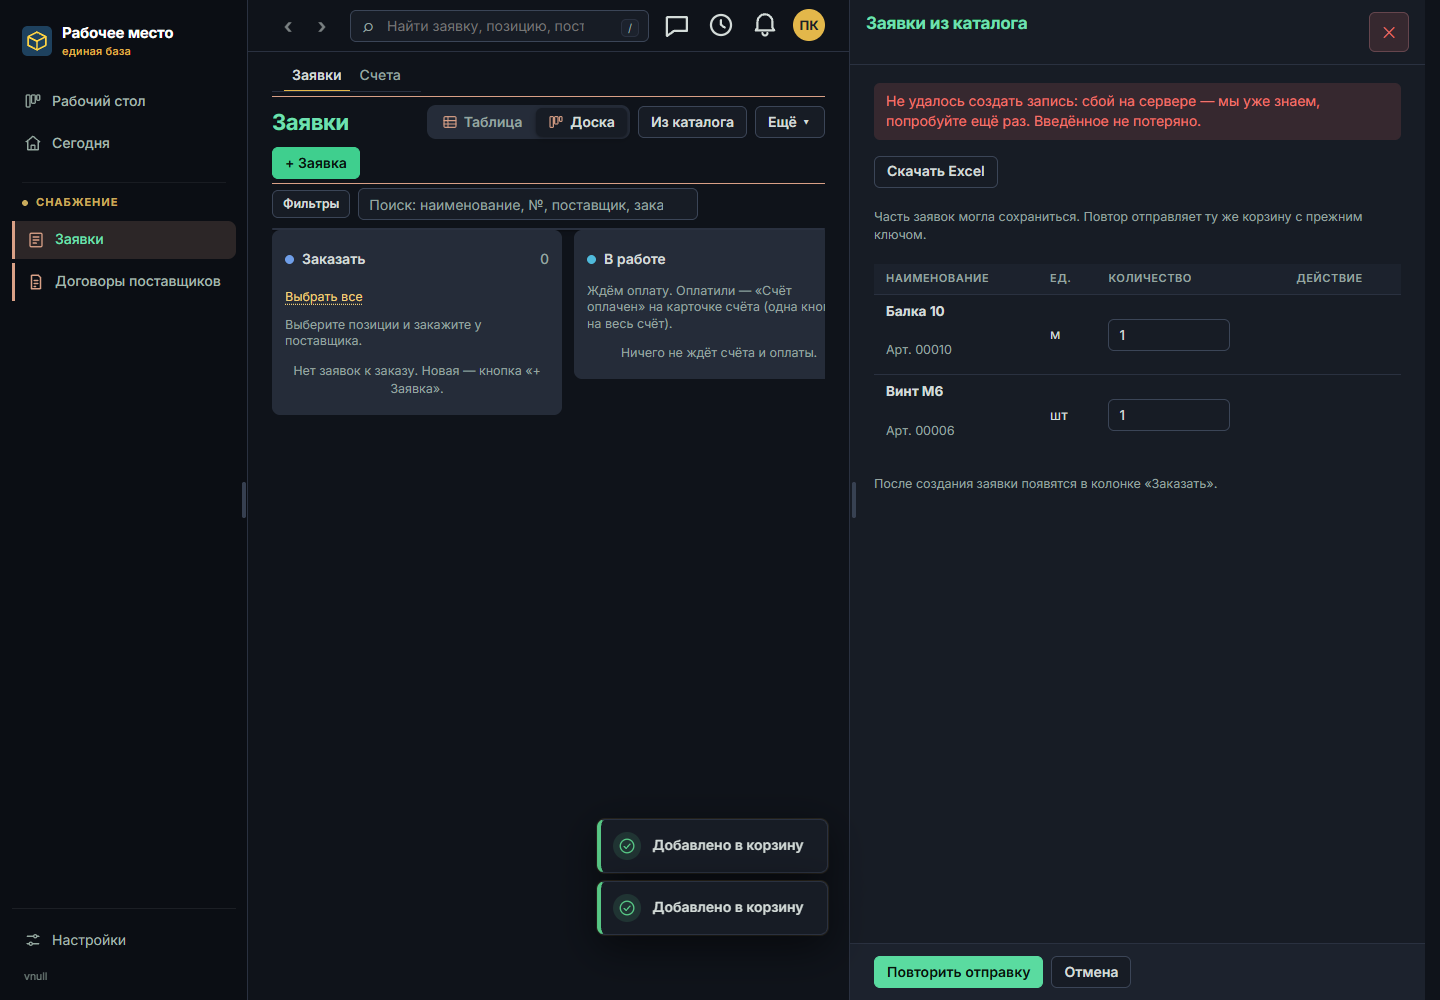 Рабочее место
единая база
Рабочий стол
Сегодня
СНАБЖЕНИЕ
Заявки
Договоры поставщиков
Настройки
vnull
Найти заявку, позицию, пост
/
ПК
Заявки
Счета
Заявки
Таблица
Доска
Из каталога
Ещё
+ Заявка
Фильтры
Поиск: наименование, №, поставщик, зака
Заказать
0
Выбрать все
Выберите позиции и закажите у
поставщика.
Нет заявок к заказу. Новая — кнопка «+
Заявка».
В работе
Ждём оплату. Оплатили — «Счёт
оплачен» на карточке счёта (одна кно
на весь счёт).
Ничего не ждёт счёта и оплаты.
Добавлено в корзину
Добавлено в корзину
Заявки из каталога
Не удалось создать запись: сбой на сервере — мы уже знаем,
попробуйте ещё раз. Введённое не потеряно.
Скачать Excel
Часть заявок могла сохраниться. Повтор отправляет ту же корзину с прежним
ключом.
НАИМЕНОВАНИЕ ЕД. КОЛИЧЕСТВО ДЕЙСТВИЕ
Балка 10
Арт. 00010
м
1
Винт М6
Арт. 00006
шт
1
После создания заявки появятся в колонке «Заказать».
Повторить отправку
Отмена